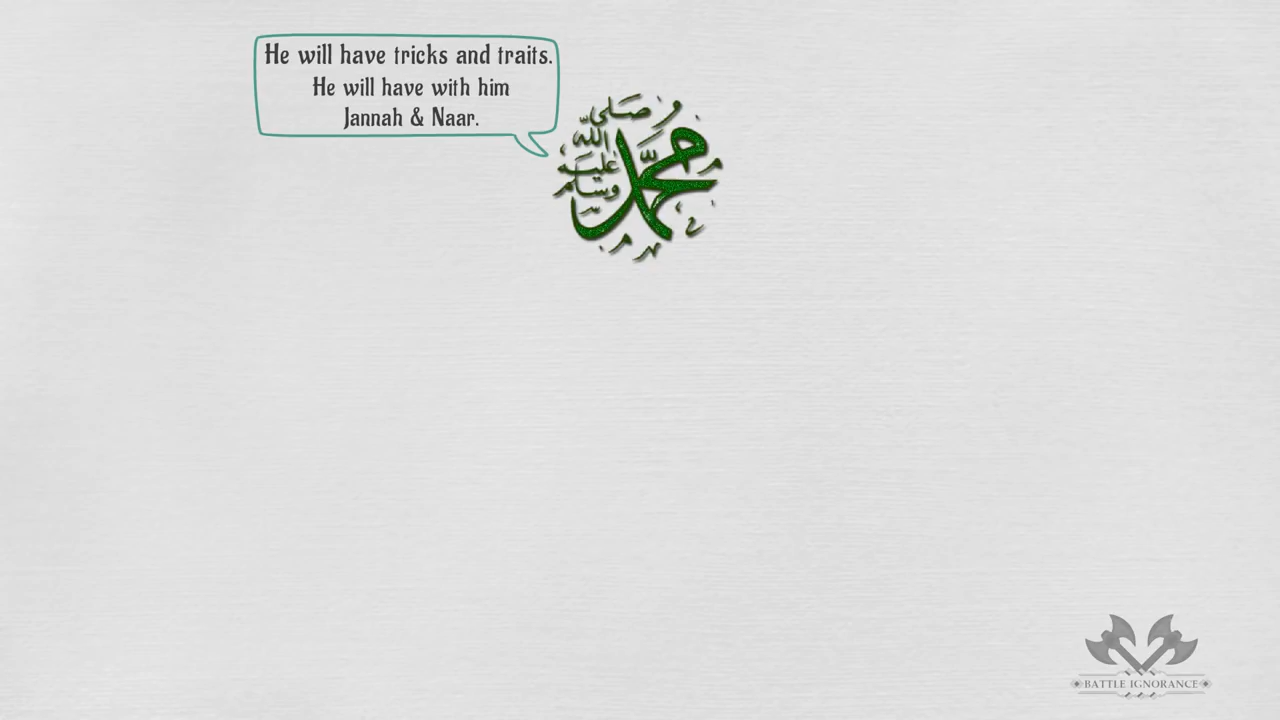 He will have tricks and traits.
He will have with him
Jannah & Naar.
محمد
صلى
الله
عليه
وسلم
BATTLE IGNORANCE